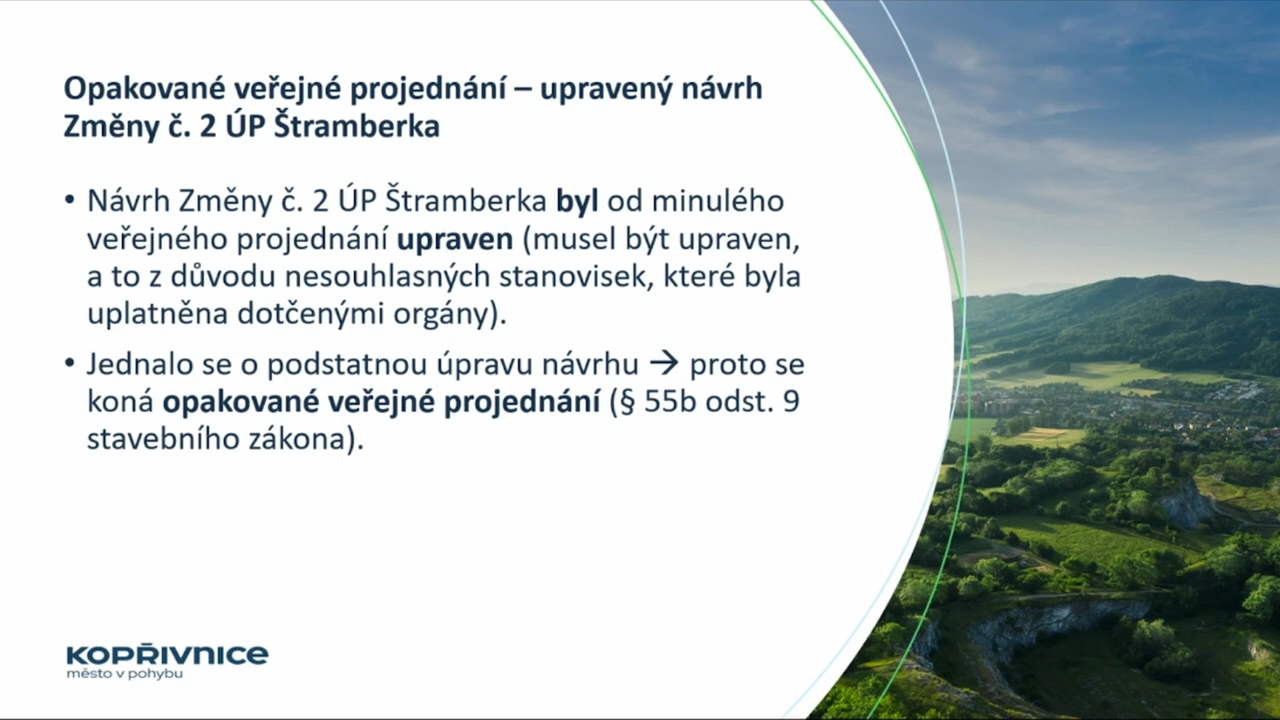 Opakované veřejné projednání – upravený návrh
Změny č. 2 ÚP Štramberka
• Návrh Změny č. 2 ÚP Štramberka byl od minulého
veřejného projednání upraven (musel být upraven,
a to z důvodu nesouhlasných stanovisek, které byla
uplatněna dotčenými orgány).
• Jednalo se o podstatnou úpravu návrhu → proto se
koná opakované veřejné projednání (§ 55b odst. 9
stavebního zákona).
KOPŘIVNICE
město v pohybu